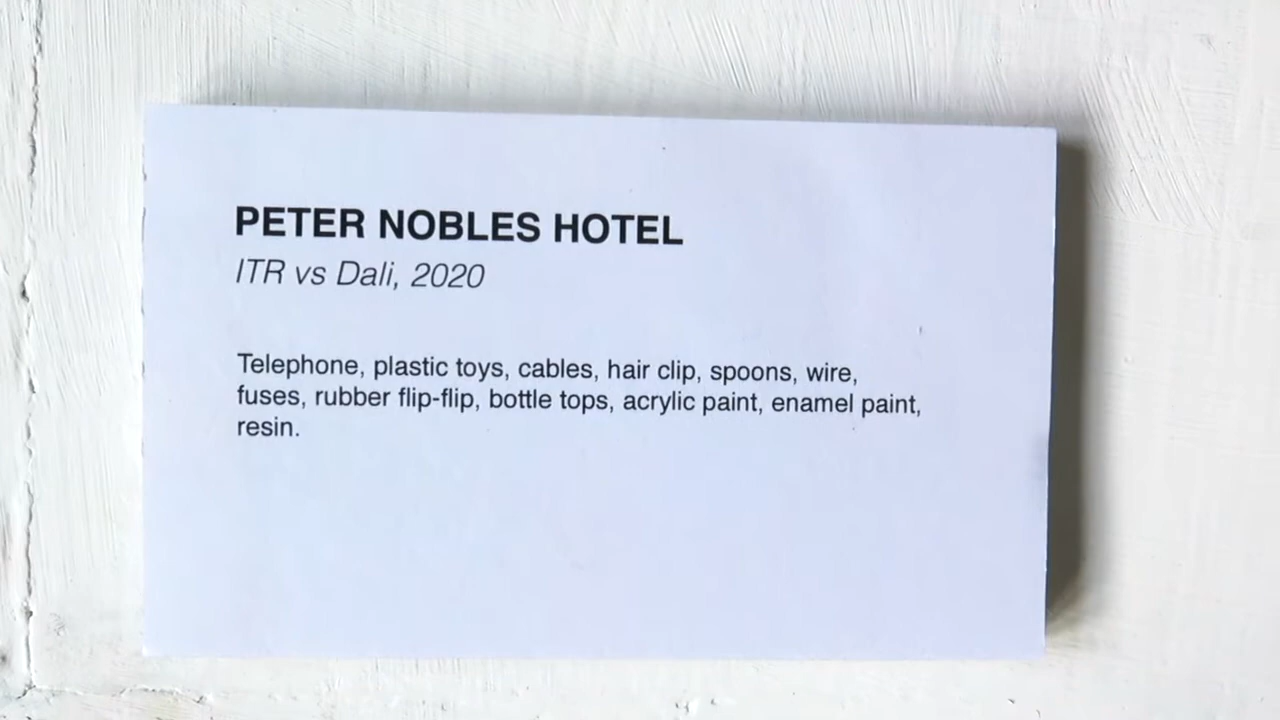 PETER NOBLES HOTEL
ITR vs Dali, 2020
Telephone, plastic toys, cables, hair clip, spoons, wire,
fuses, rubber flip-flip, bottle tops, acrylic paint, enamel paint,
resin.